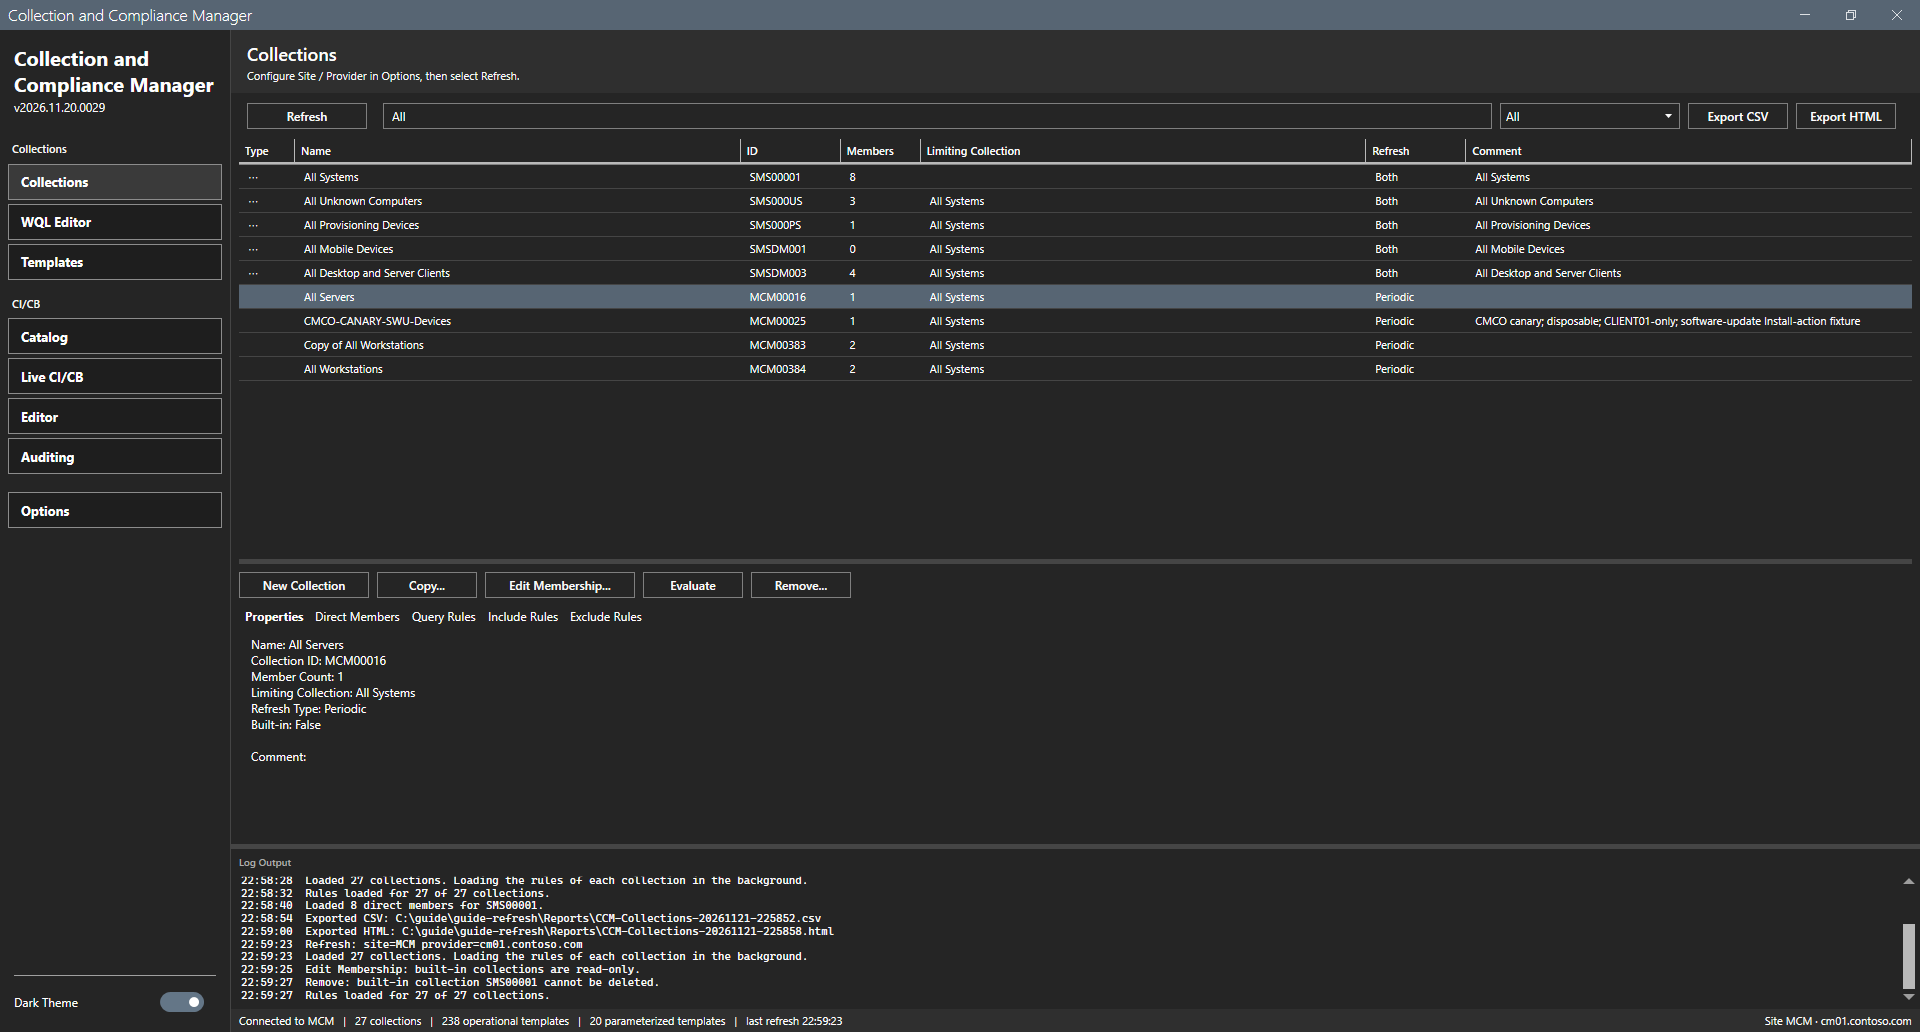 Collection and Compliance Manager
Collection and
Compliance Manager
v2026.11.20.0029
Collections
Collections
WQL Editor
Templates
CI/CB
Catalog
Live CI/CB
Editor
Auditing
Options
Dark Theme
Collections
Configure Site / Provider in Options, then select Refresh.
Refresh
All
All
Export CSV
Export HTML
Type Name ID Members Limiting Collection Refresh Comment
... All Systems SMS00001 8 Both All Systems
... All Unknown Computers SMS000US 3 All Systems Both All Unknown Computers
... All Provisioning Devices SMS000PS 1 All Systems Both All Provisioning Devices
... All Mobile Devices SMSDM001 0 All Systems Both All Mobile Devices
... All Desktop and Server Clients SMSDM003 4 All Systems Both All Desktop and Server Clients
All Servers MCM00016 1 All Systems Periodic
CMCO-CANARY-SWU-Devices MCM00025 1 All Systems Periodic CMCO canary; disposable; CLIENT01-only; software-update Install-action fixture
Copy of All Workstations MCM00383 2 All Systems Periodic
All Workstations MCM00384 2 All Systems Periodic
New Collection Copy... Edit Membership... Evaluate Remove...
Properties Direct Members Query Rules Include Rules Exclude Rules
Name: All Servers
Collection ID: MCM00016
Member Count: 1
Limiting Collection: All Systems
Refresh Type: Periodic
Built-in: False
Comment:
Log Output
22:58:28 Loaded 27 collections. Loading the rules of each collection in the background.
22:58:32 Rules loaded for 27 of 27 collections.
22:58:40 Loaded 8 direct members for SMS00001.
22:58:54 Exported CSV: C:\guide\guide-refresh\Reports\CCM-Collections-20261121-225852.csv
22:59:00 Exported HTML: C:\guide\guide-refresh\Reports\CCM-Collections-20261121-225858.html
22:59:23 Refresh: site=MCM provider=cm01.contoso.com
22:59:23 Loaded 27 collections. Loading the rules of each collection in the background.
22:59:25 Edit Membership: built-in collections are read-only.
22:59:27 Remove: built-in collection SMS00001 cannot be deleted.
22:59:27 Rules loaded for 27 of 27 collections.
Connected to MCM | 27 collections | 238 operational templates | 20 parameterized templates | last refresh 22:59:23
Site MCM · cm01.contoso.com